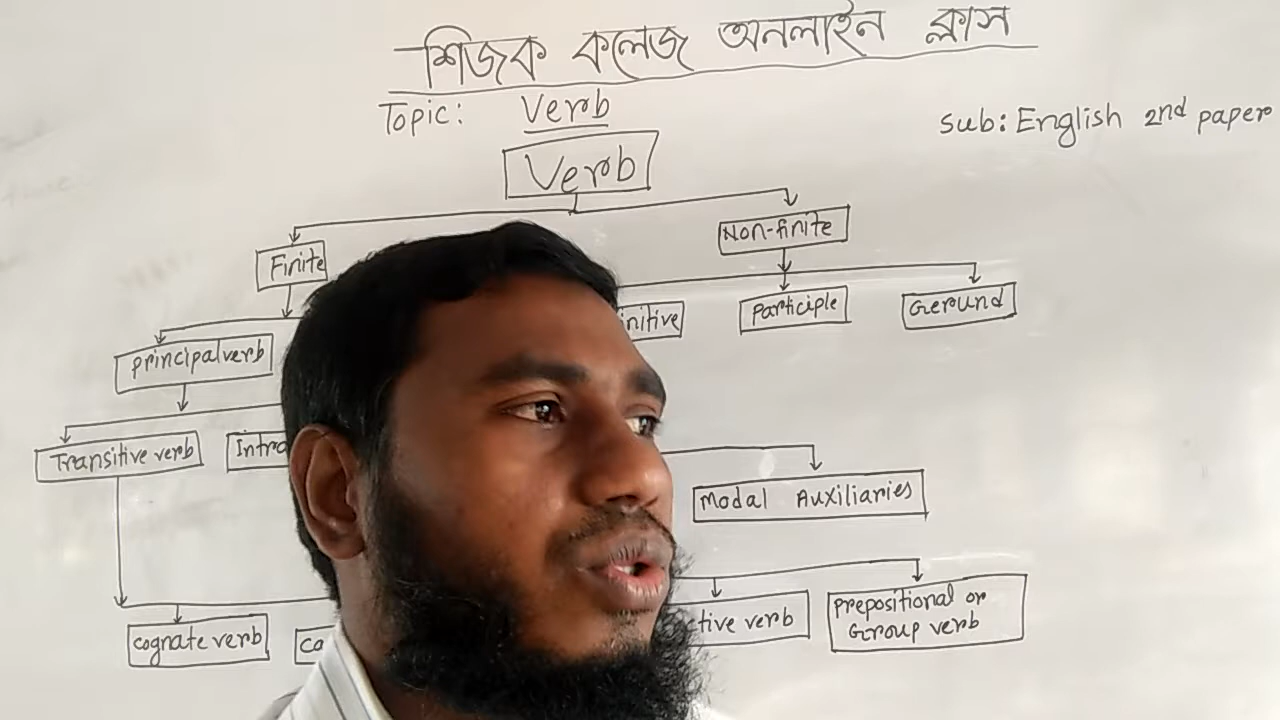 শিজক কলেজ অনলাইন ক্লাস
Topic: Verb
Sub: English 2nd paper
Verb
Finite
Non-finite
Participle
Gerund
principal verb
Transitive verb
Modal Auxiliaries
cognate verb
Prepositional or
Group verb